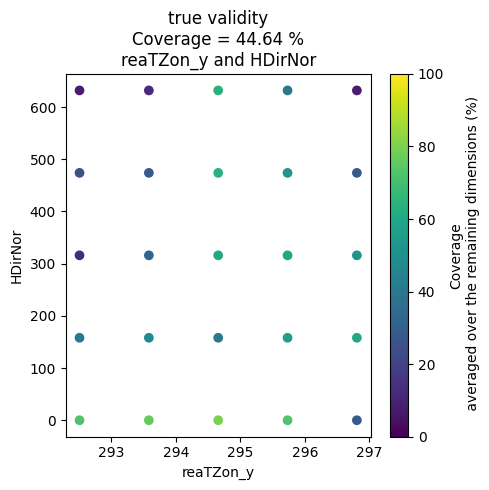 true validity
Coverage = 44.64 %
reaTZon_y and HDirNor
600
500
400
300
200
100
0
HDirNor
293
294
295
296
297
reaTZon_y
100
80
60
40
20
0
Coverage
averaged over the remaining dimensions (%)